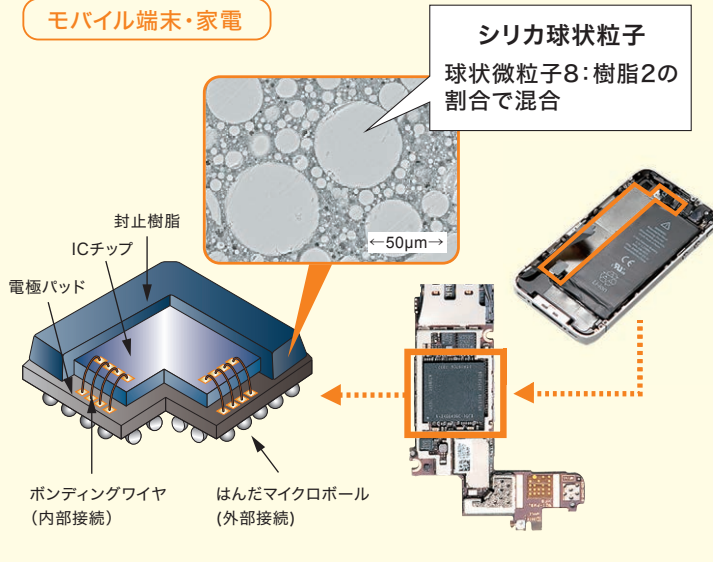 モバイル端末・家電
シリカ球状粒子
球状微粒子8：樹脂2の
割合で混合
←50μm→
封止樹脂
ICチップ
電極パッド
ボンディングワイヤ
（内部接続）
はんだマイクロボール
(外部接続)